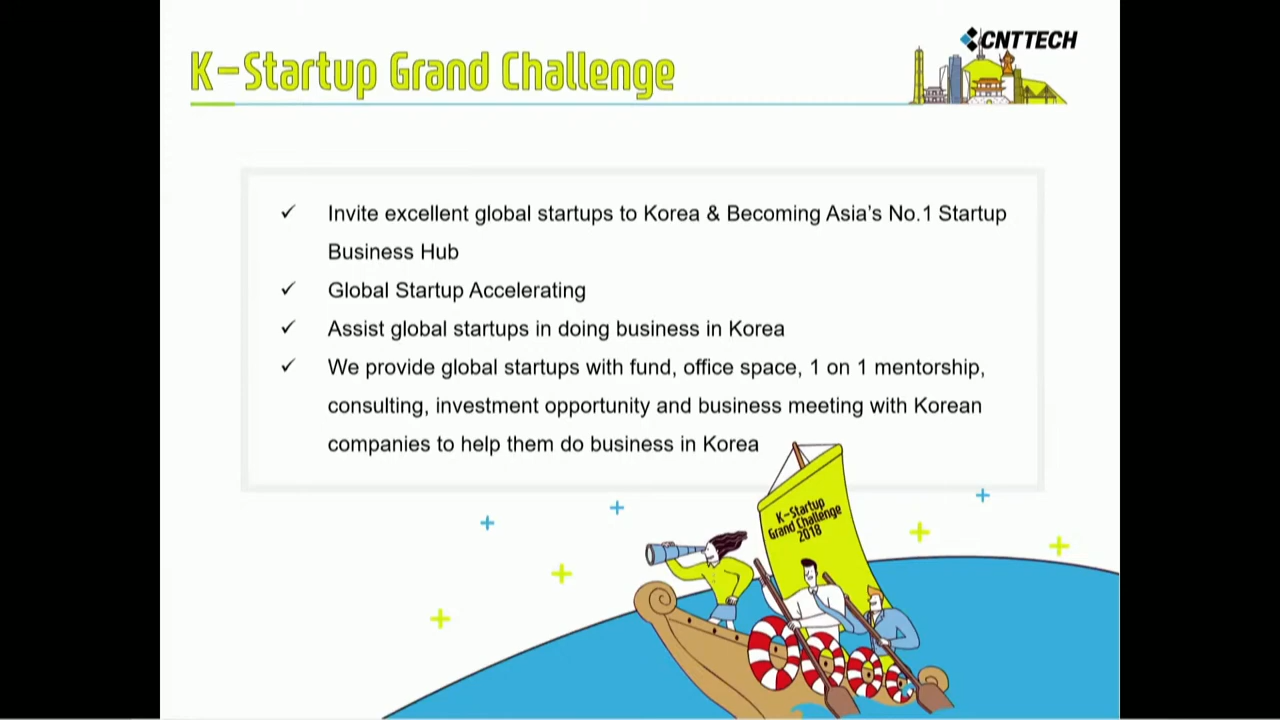 CNTTECH
K-Startup Grand Challenge
Invite excellent global startups to Korea & Becoming Asia's No.1 Startup
Business Hub
Global Startup Accelerating
Assist global startups in doing business in Korea
We provide global startups with fund, office space, 1 on 1 mentorship,
consulting, investment opportunity and business meeting with Korean
companies to help them do business in Korea
K-Startup
Grand Challenge
2018